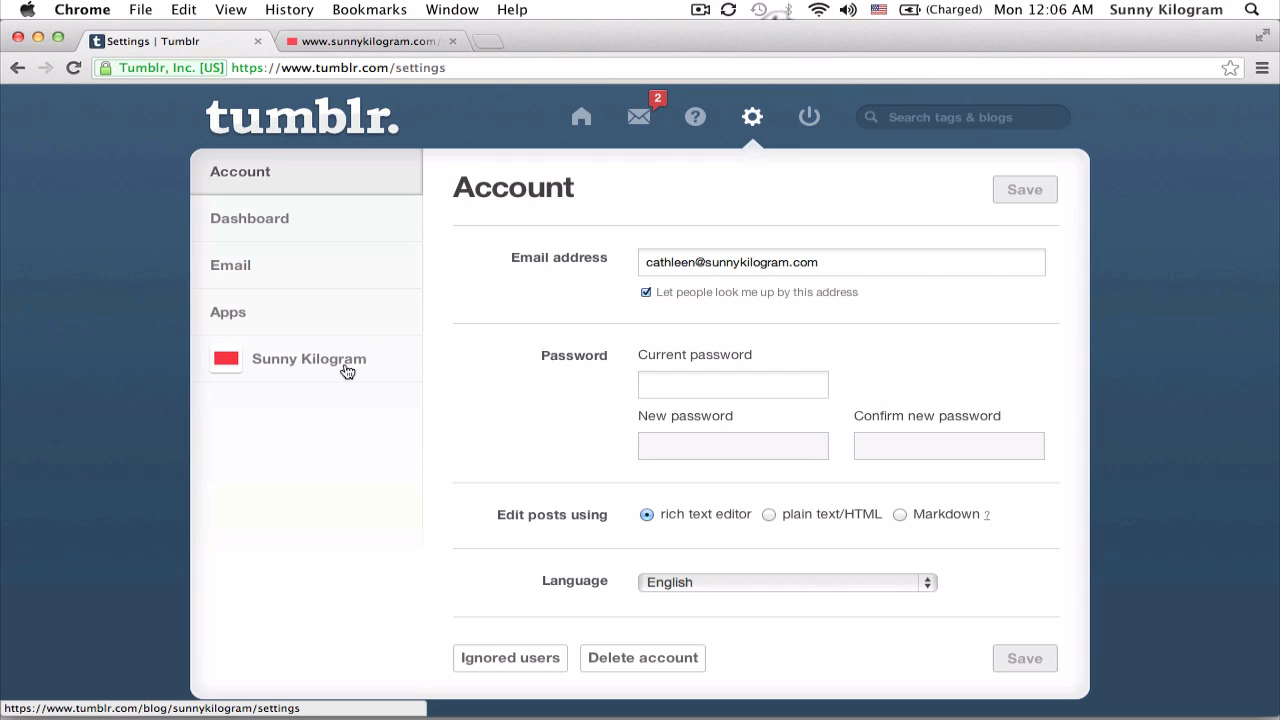 Chrome File Edit View History Bookmarks Window Help (Charged) Mon 12:06 AM Sunny Kilogram
Settings | Tumblr www.sunnykilogram.com/
Tumblr, Inc. [US] https://www.tumblr.com/settings
tumblr. 2 Search tags & blogs
Account
Dashboard
Email
Apps
Sunny Kilogram
Account Save
Email address cathleen@sunnykilogram.com
Let people look me up by this address
Password Current password
New password Confirm new password
Edit posts using rich text editor plain text/HTML Markdown ?
Language English
Ignored users Delete account Save
https://www.tumblr.com/blog/sunnykilogram/settings